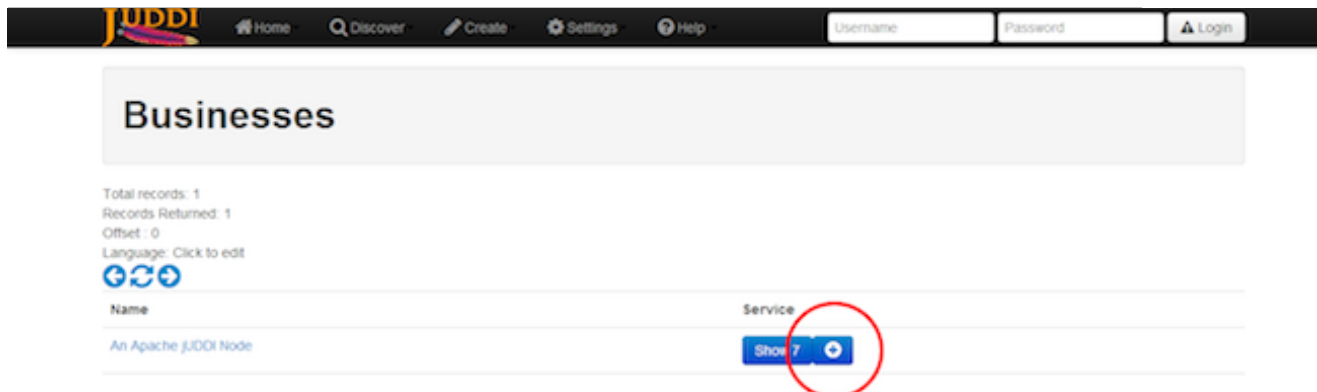 jUDDI Home Discover Create Settings Help Username Password Login
Businesses
Total records: 1
Records Returned: 1
Offset : 0
Language: Click to edit
Name Service
An Apache jUDDI Node Show 7